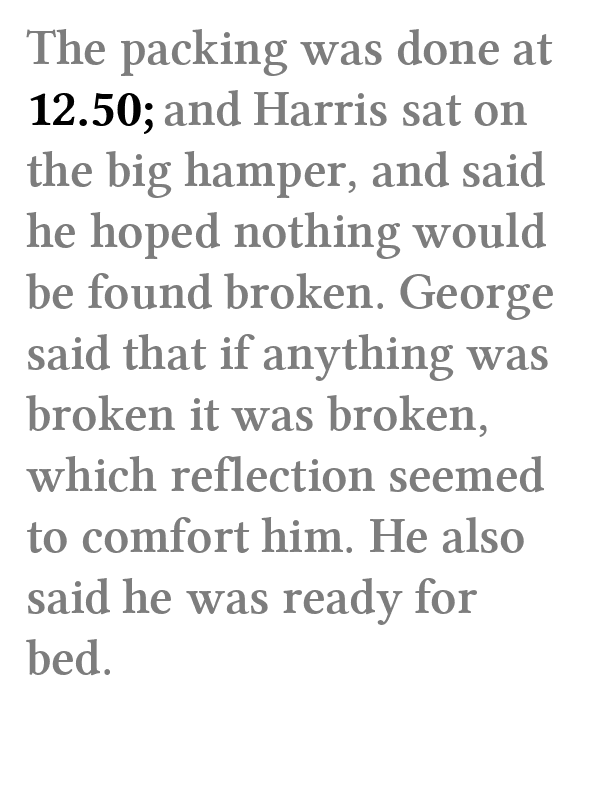 The packing was done at
12.50; and Harris sat on
the big hamper, and said
he hoped nothing would
be found broken. George
said that if anything was
broken it was broken,
which reflection seemed
to comfort him. He also
said he was ready for
bed.